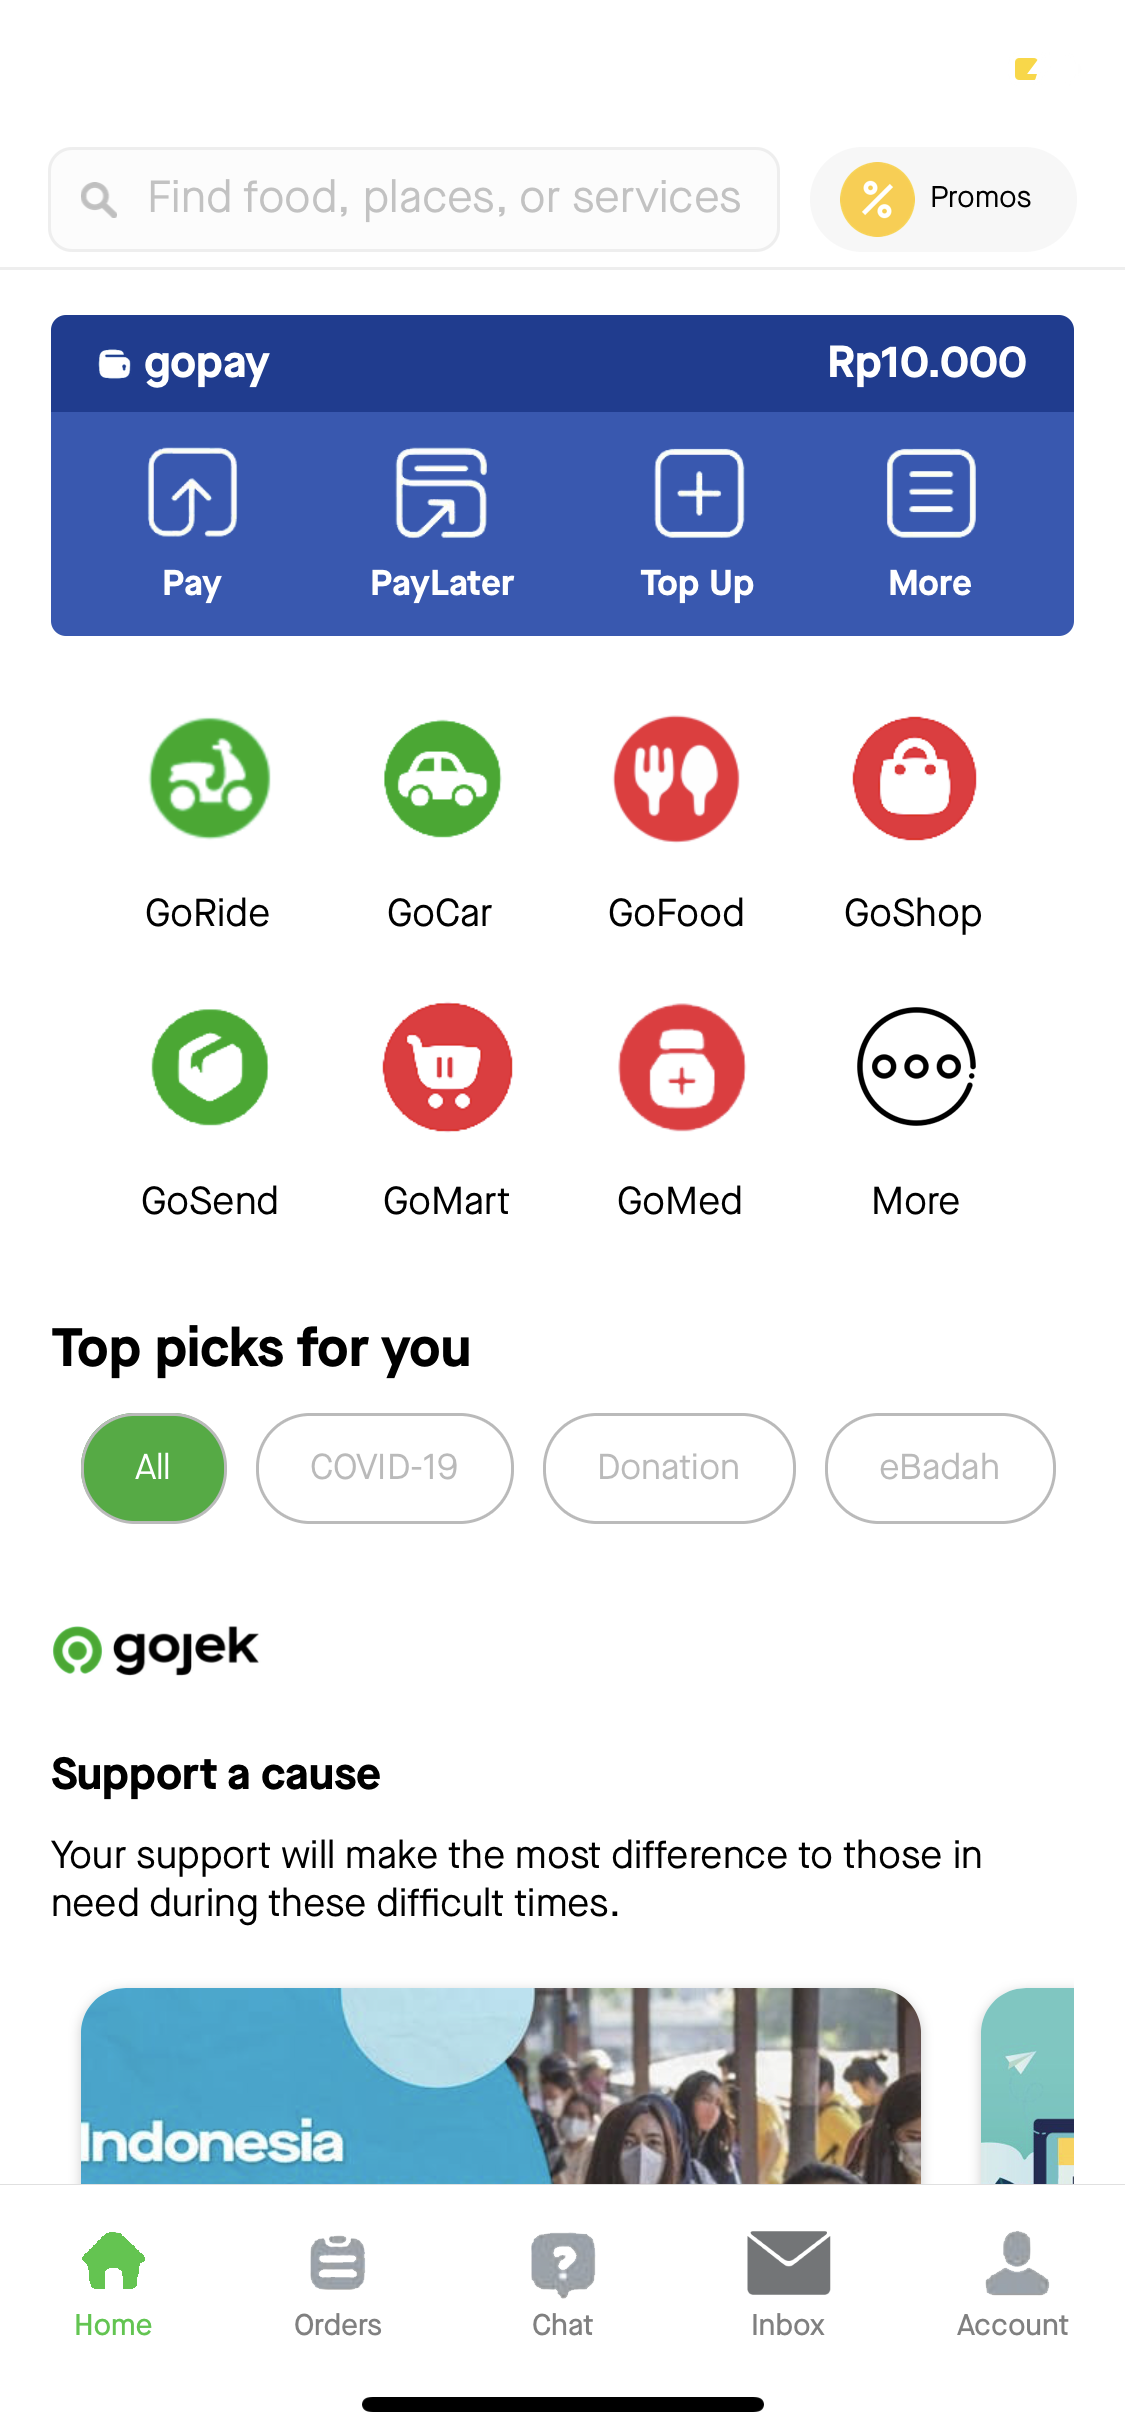 Find food, places, or services
Promos
gopay
Rp10.000
Pay
PayLater
Top Up
More
GoRide
GoCar
GoFood
GoShop
GoSend
GoMart
GoMed
More
Top picks for you
All
COVID-19
Donation
eBadah
gojek
Support a cause
Your support will make the most difference to those in
need during these difficult times.
Indonesia
Home
Orders
Chat
Inbox
Account